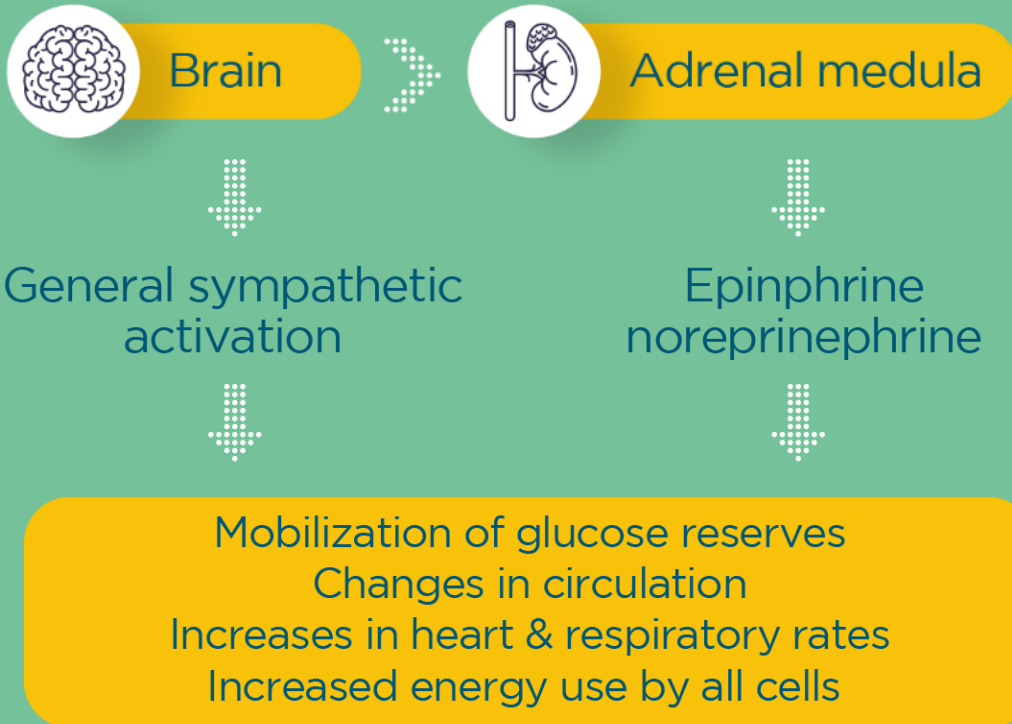 Brain
Adrenal medula
General sympathetic
activation
Epinphrine
noreprinephrine
Mobilization of glucose reserves
Changes in circulation
Increases in heart & respiratory rates
Increased energy use by all cells